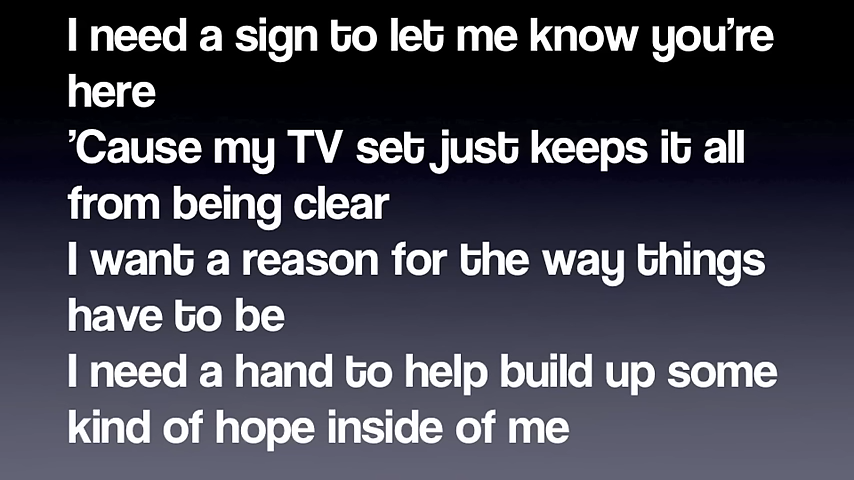 I need a sign to let me know you’re
here
’Cause my TV set just keeps it all
from being clear
I want a reason for the way things
have to be
I need a hand to help build up some
kind of hope inside of me